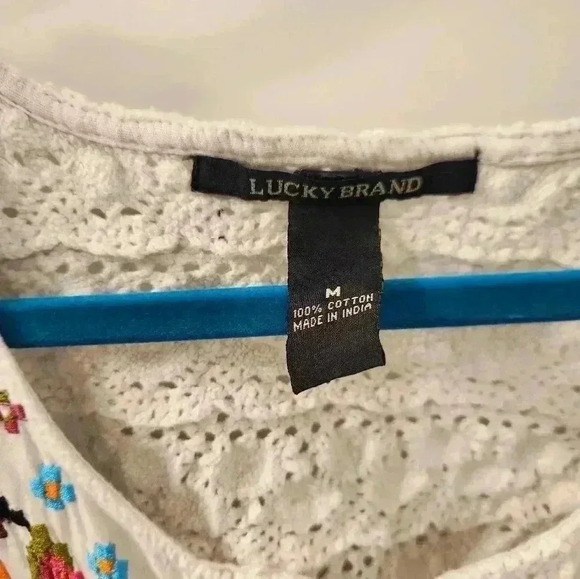 LUCKY BRAND
M
100% COTTON
MADE IN INDIA